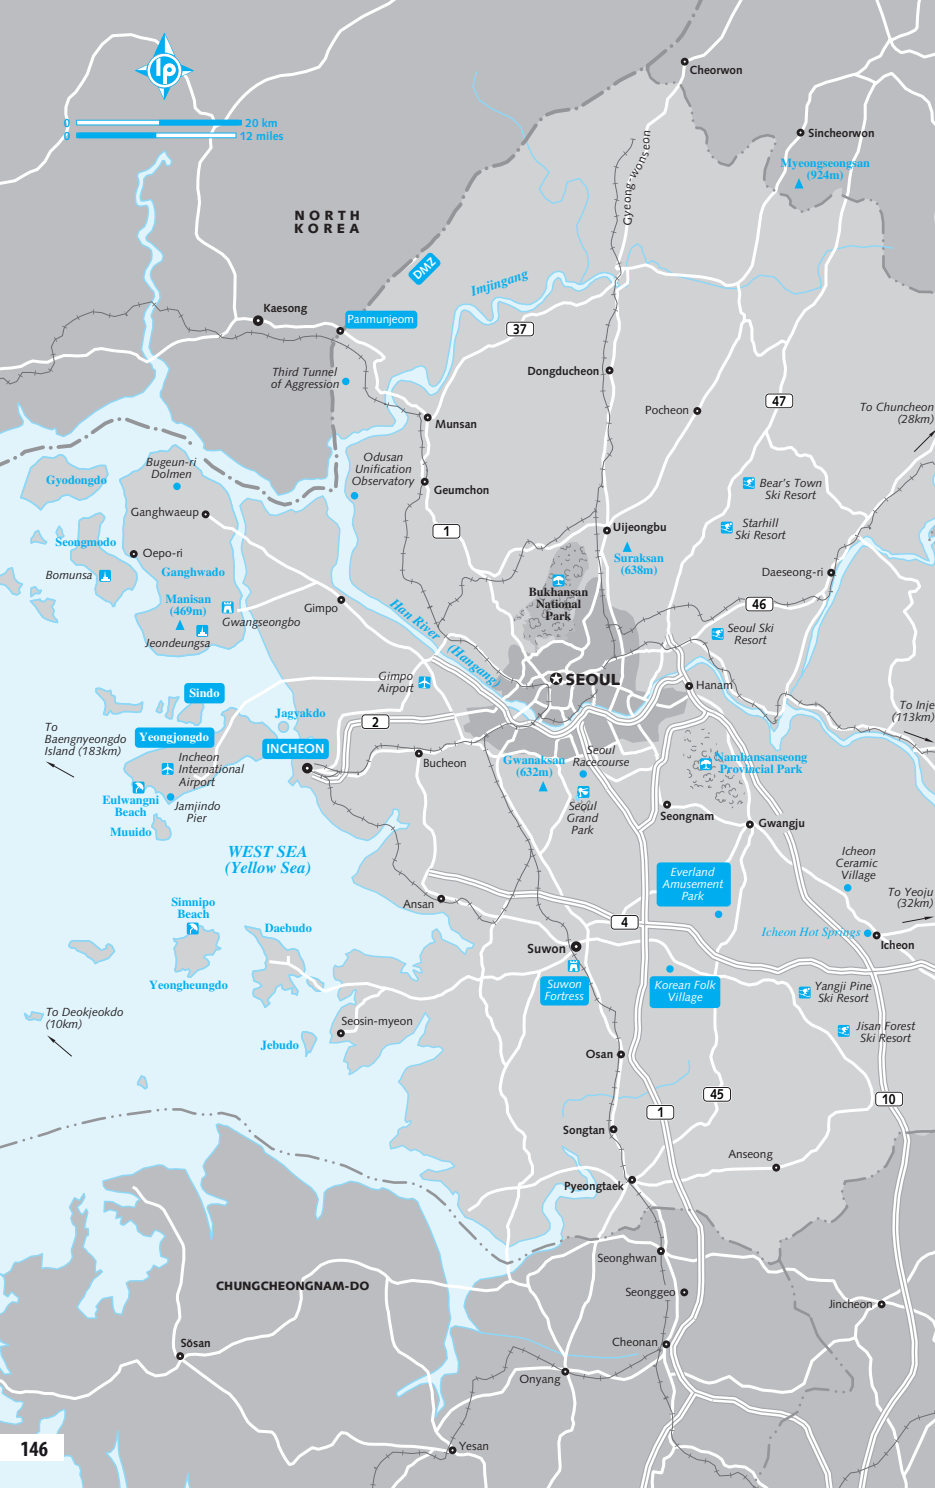 Cheorwon
lp
0 20 km
0 12 miles
Sincheorwon
Gyeong-wonseon
Myeongseongsan
(924m)
NORTH
KOREA
DMZ
Imjingang
Kaesong
Panmunjeom
37
Third Tunnel
of Aggression
Dongducheon
47
Pocheon
To Chuncheon
(28km)
Munsan
Odusan
Unification
Observatory
Bugeun-ri
Dolmen
Gyodongdo
Geumchon
Bear's Town
Ski Resort
Ganghwaeup
Starhill
Ski Resort
1
Uijeongbu
Seongmodo
Oepo-ri
Suraksan
(638m)
Bomunsa
Ganghwado
Daeseong-ri
Bukhansan
National
Park
Manisan
(469m)
Gwangseongbo
Gimpo
46
Han River
(Hangang)
Jeondeungsa
Seoul Ski
Resort
Gimpo
Airport
SEOUL
Hanam
Sindo
To Inje
(113km)
Jagyakdo
2
To
Baengnyeongdo
Island (183km)
Yeongjongdo
INCHEON
Incheon
International
Airport
Bucheon
Gwanaksan
(632m)
Seoul
Racecourse
Namhansanseong
Provincial Park
Eulwangni
Beach
Jamjindo
Pier
Seoul
Grand
Park
Seongnam
Gwangju
Muuido
WEST SEA
(Yellow Sea)
Icheon
Ceramic
Village
Everland
Amusement
Park
To Yeoju
(32km)
Simnipo
Beach
Ansan
4
Daebudo
Icheon Hot Springs
Icheon
Suwon
Yeongheungdo
Suwon
Fortress
Korean Folk
Village
Yangji Pine
Ski Resort
To Deokjeokdo
(10km)
Seosin-myeon
Jisan Forest
Ski Resort
Jebudo
Osan
45
10
1
Songtan
Anseong
Pyeongtaek
Seonghwan
CHUNGCHEONGNAM-DO
Seonggeo
Jincheon
Sŏsan
Cheonan
Onyang
146
Yesan